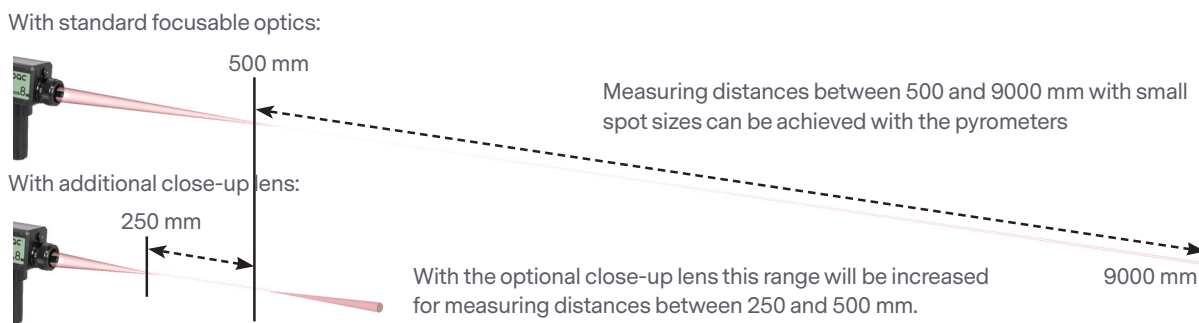 With standard focusable optics:
500 mm
Measuring distances between 500 and 9000 mm with small
spot sizes can be achieved with the pyrometers
With additional close-up lens:
250 mm
9000 mm
With the optional close-up lens this range will be increased
for measuring distances between 250 and 500 mm.